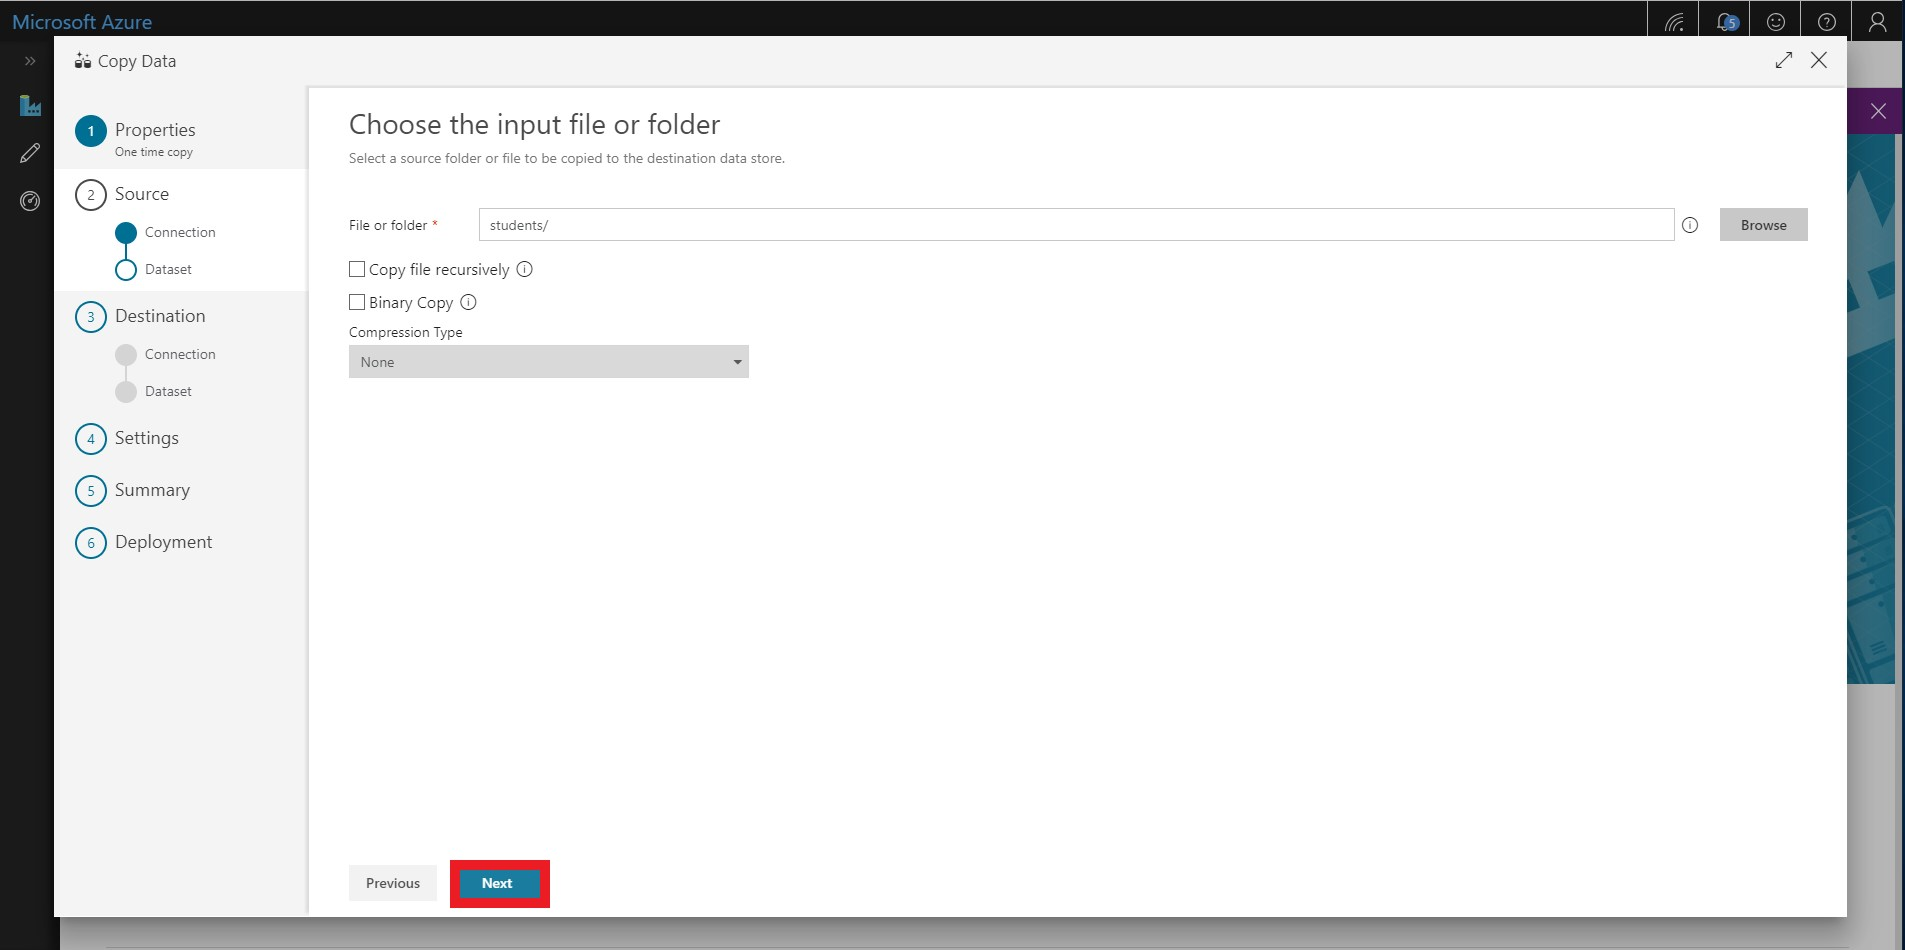 Microsoft Azure
5
Copy Data
1 Properties
One time copy
2 Source
Connection
Dataset
3 Destination
Connection
Dataset
4 Settings
5 Summary
6 Deployment
Choose the input file or folder
Select a source folder or file to be copied to the destination data store.
File or folder * students/ Browse
Copy file recursively
Binary Copy
Compression Type
None
Previous Next